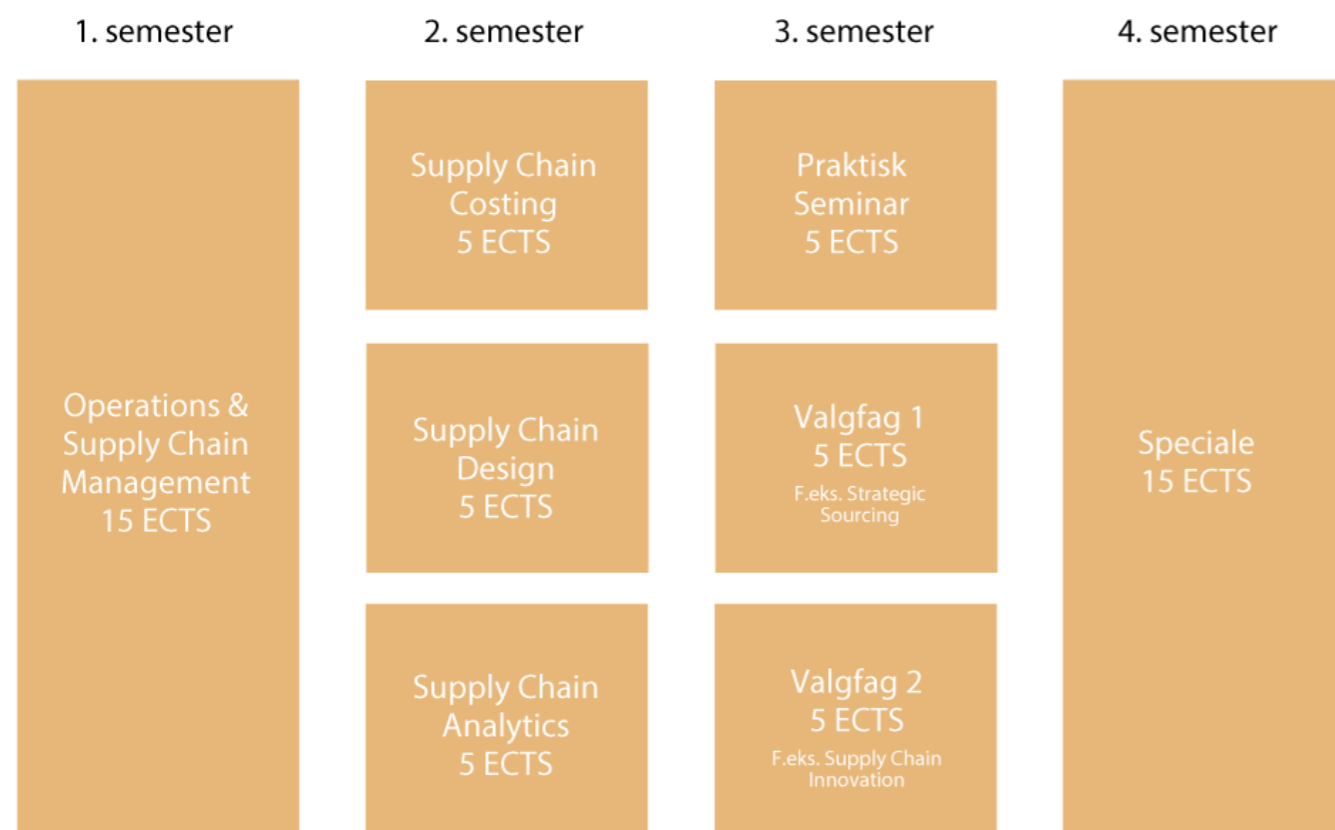 1. semester
2. semester
3. semester
4. semester
Operations &
Supply Chain
Management
15 ECTS
Supply Chain
Costing
5 ECTS
Supply Chain
Design
5 ECTS
Supply Chain
Analytics
5 ECTS
Praktisk
Seminar
5 ECTS
Valgfag 1
5 ECTS
F.eks. Strategic
Sourcing
Valgfag 2
5 ECTS
F.eks. Supply Chain
Innovation
Speciale
15 ECTS